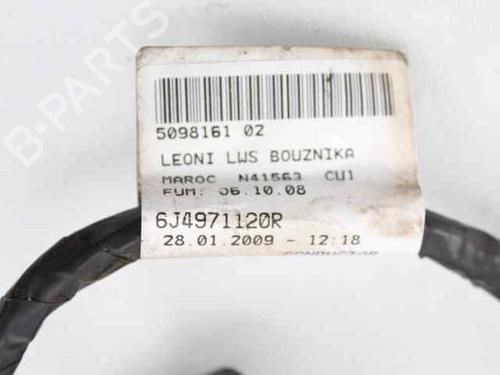 B-PARTS
5098161 02
LEONI LWS BOUZNIKA
MAROC N41563 CU1
FUM: 06.10.08
6J4971120R
28.01.2009 - 12:18
CONDUCTOR